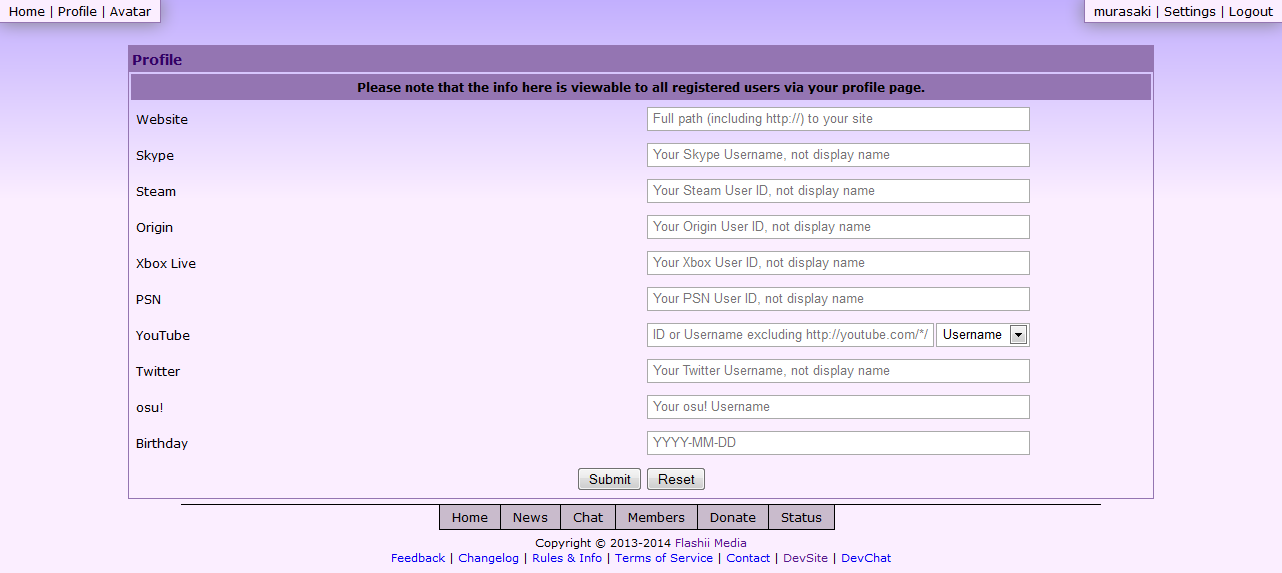 Home | Profile | Avatar
murasaki | Settings | Logout
Profile
Please note that the info here is viewable to all registered users via your profile page.
Website Full path (including http://) to your site
Skype Your Skype Username, not display name
Steam Your Steam User ID, not display name
Origin Your Origin User ID, not display name
Xbox Live Your Xbox User ID, not display name
PSN Your PSN User ID, not display name
YouTube ID or Username excluding http://youtube.com/*/ Username
Twitter Your Twitter Username, not display name
osu! Your osu! Username
Birthday YYYY-MM-DD
Submit Reset
Home News Chat Members Donate Status
Copyright © 2013-2014 Flashii Media
Feedback | Changelog | Rules & Info | Terms of Service | Contact | DevSite | DevChat